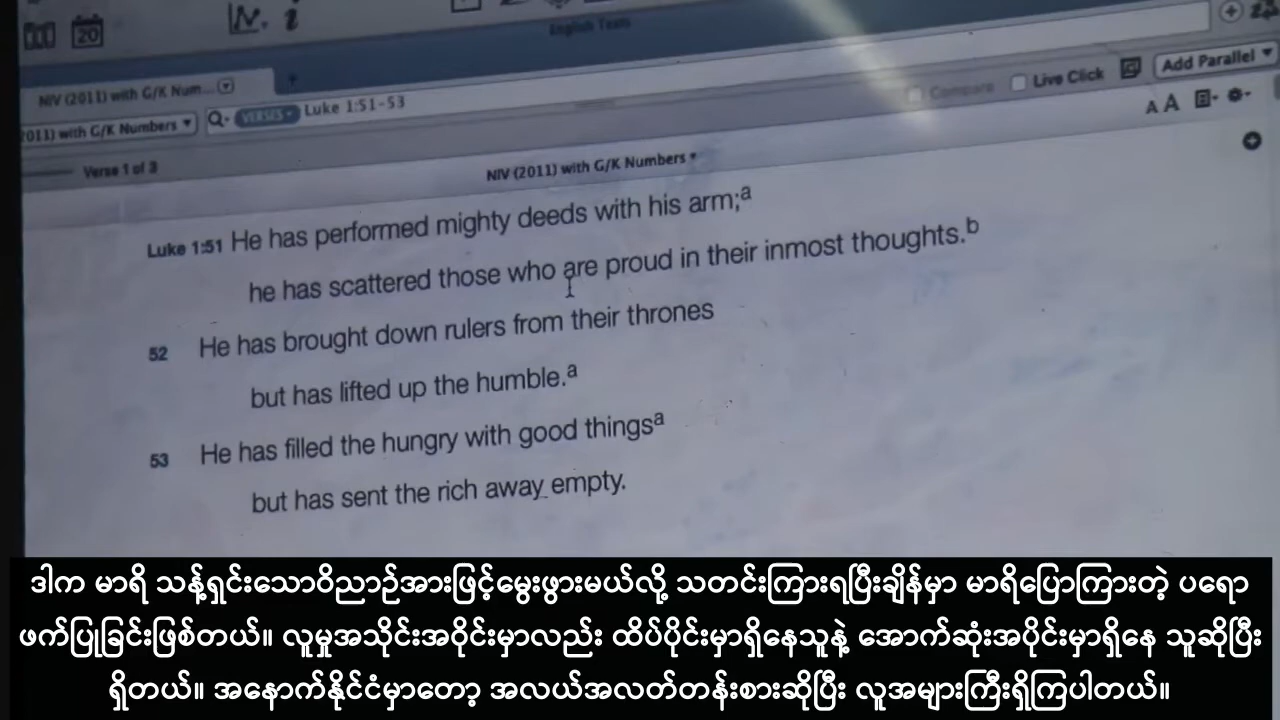 20
English Team
NIV (2011) with G/K Num...
2011) with G/K Numbers
VERSES
Luke 1:51-53
Compare
Live Click
Add Parallel
Verse 1 of 3
NIV (2011) with G/K Numbers
A A
Luke 1:51 He has performed mighty deeds with his arm;a
he has scattered those who are proud in their inmost thoughts.b
52 He has brought down rulers from their thrones
but has lifted up the humble.a
53 He has filled the hungry with good thingsa
but has sent the rich away empty.
ဒါက မာရိ သန့်ရှင်းသောဝိညာဉ်အားဖြင့်မွေးဖွားမယ်လို့ သတင်းကြားရပြီးချိန်မှာ မာရိပြောကြားတဲ့ ပရော
ဖက်ပြုခြင်းဖြစ်တယ်။ လူမှုအသိုင်းအဝိုင်းမှာလည်း ထိပ်ပိုင်းမှာရှိနေသူနဲ့ အောက်ဆုံးအပိုင်းမှာရှိနေ သူဆိုပြီး
ရှိတယ်။ အနောက်နိုင်ငံမှာတော့ အလယ်အလတ်တန်းစားဆိုပြီး လူအများကြီးရှိကြပါတယ်။